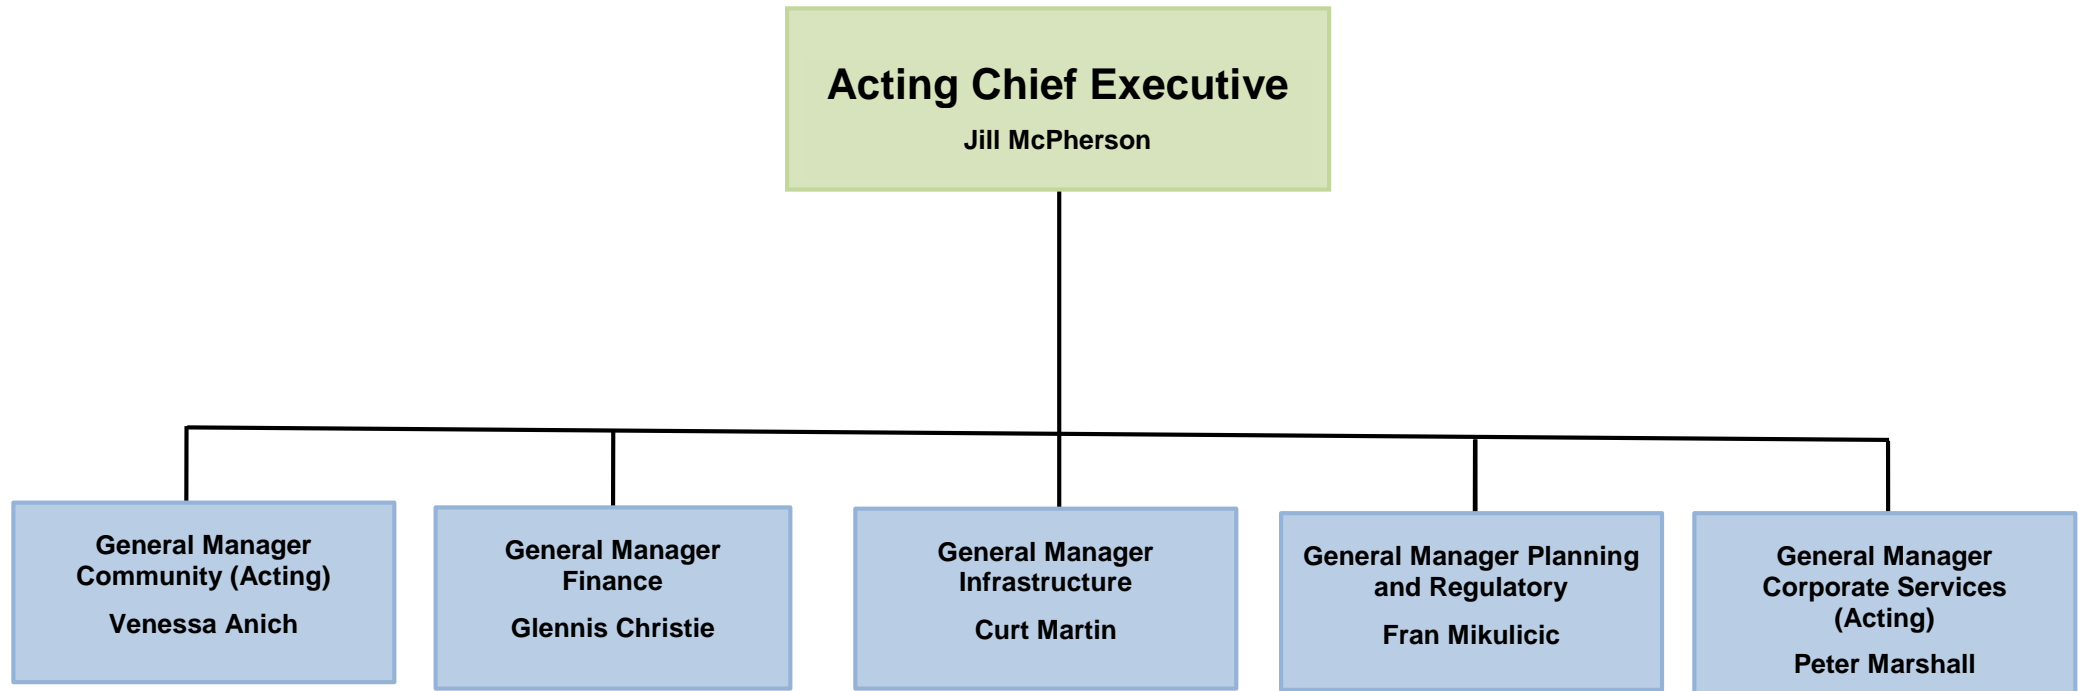 Acting Chief Executive
Jill McPherson
General Manager
Community (Acting)
Venessa Anich
General Manager
Finance
Glennis Christie
General Manager
Infrastructure
Curt Martin
General Manager Planning
and Regulatory
Fran Mikulicic
General Manager
Corporate Services
(Acting)
Peter Marshall